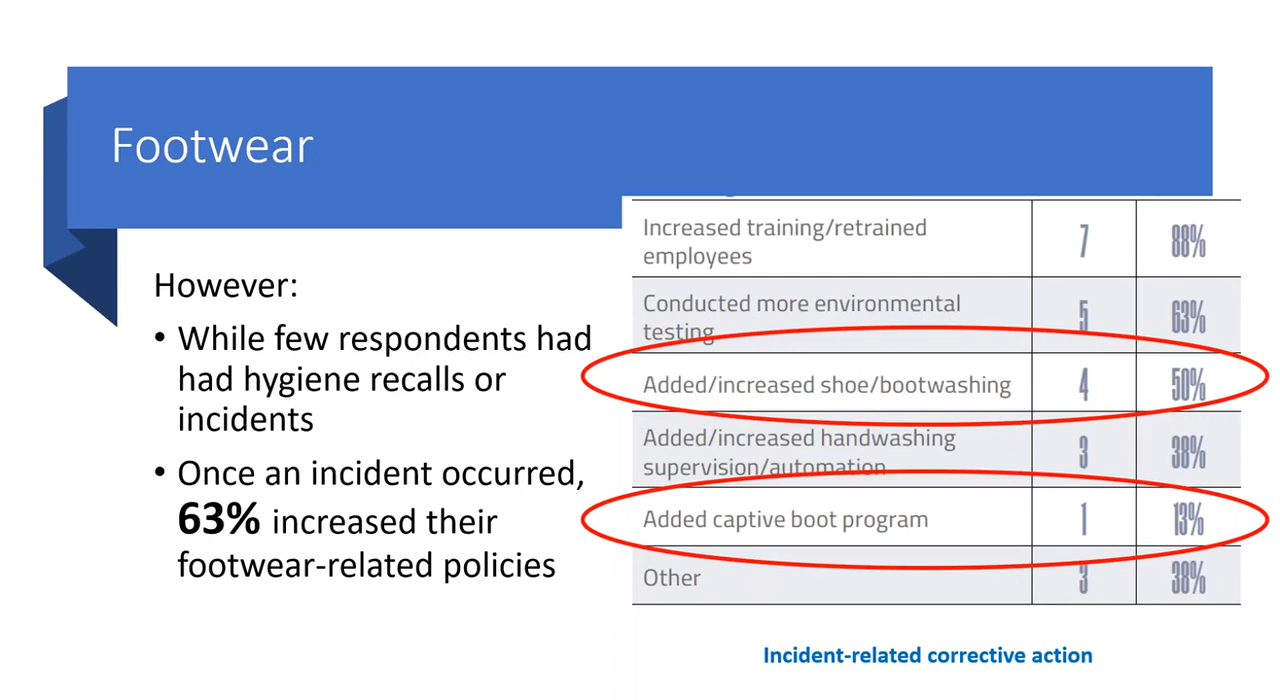 Footwear
However:
• While few respondents had
had hygiene recalls or
incidents
• Once an incident occurred,
63% increased their
footwear-related policies
Increased training/retrained
employees
7
88%
Conducted more environmental
testing
5
63%
Added/increased shoe/bootwashing
4
50%
Added/increased handwashing
supervision/automation
3
38%
Added captive boot program
1
13%
Other
3
38%
Incident-related corrective action